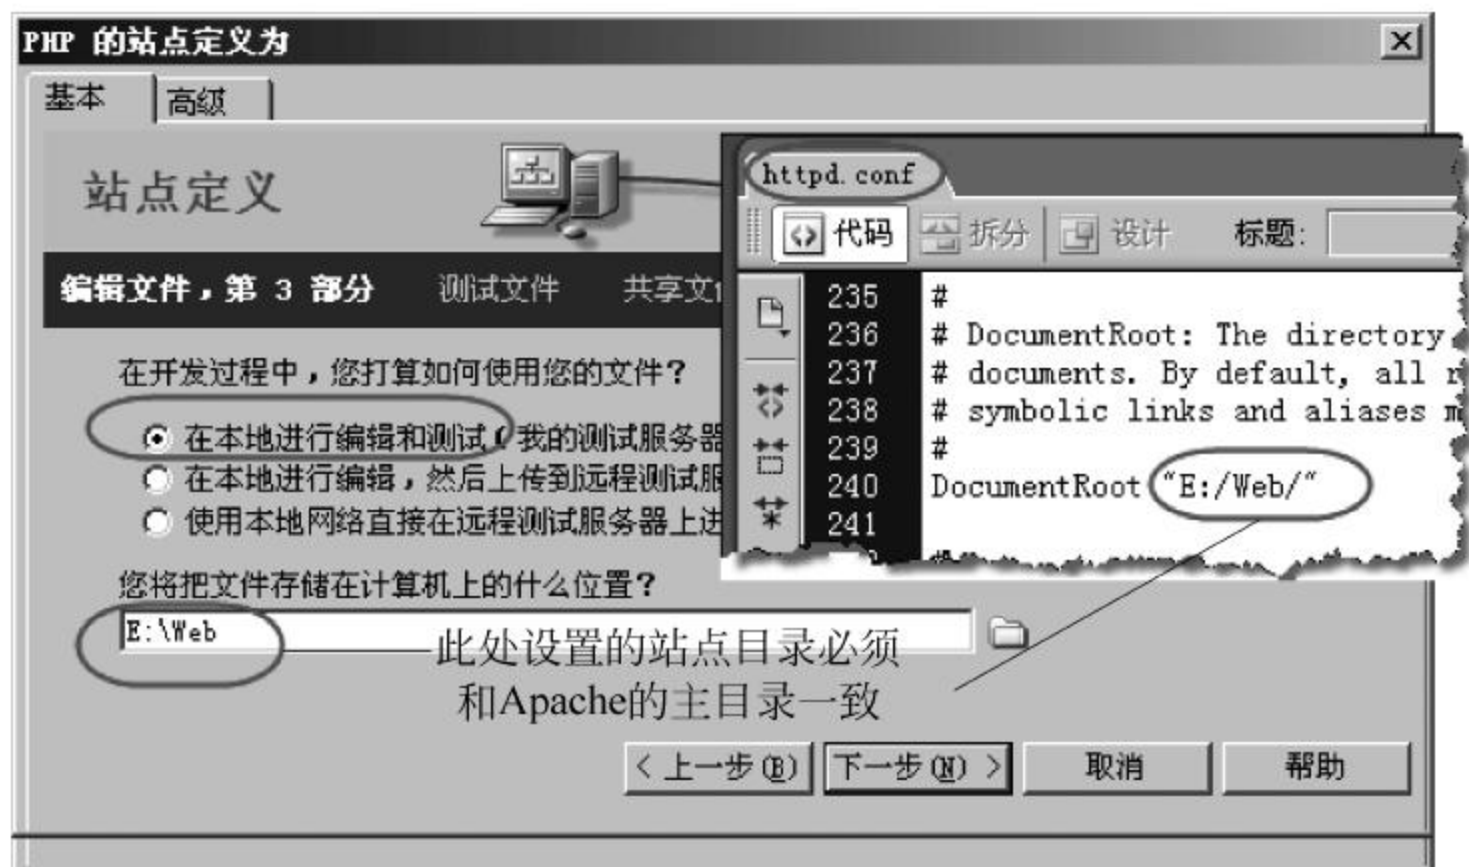 PHP 的站点定义为
基本
高级
站点定义
编辑文件，第 3 部分
测试文件
共享文
在开发过程中，您打算如何使用您的文件？
在本地进行编辑和测试（我的测试服务器
在本地进行编辑，然后上传到远程测试服
使用本地网络直接在远程测试服务器上进
您将把文件存储在计算机上的什么位置？
E:\Web
此处设置的站点目录必须
和Apache的主目录一致
< 上一步(B)
下一步(N) >
取消
帮助
httpd.conf
代码
拆分
设计
标题:
235 #
236 # DocumentRoot: The directory
237 # documents. By default, all r
238 # symbolic links and aliases m
239 #
240 DocumentRoot "E:/Web/"
241